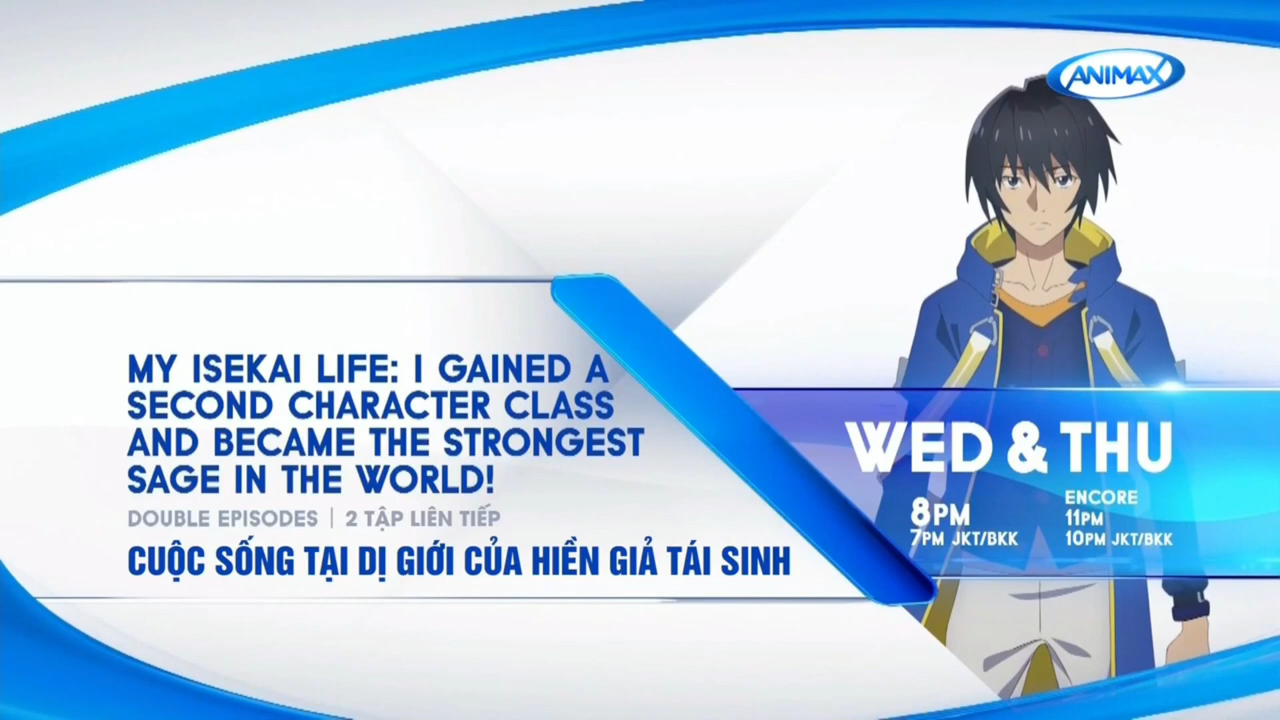 ANIMAX
MY ISEKAI LIFE: I GAINED A
SECOND CHARACTER CLASS
AND BECAME THE STRONGEST
SAGE IN THE WORLD!
DOUBLE EPISODES | 2 TẬP LIÊN TIẾP
CUỘC SỐNG TẠI DỊ GIỚI CỦA HIỀN GIẢ TÁI SINH
WED & THU
8PM
7PM JKT/BKK
ENCORE
11PM
10PM JKT/BKK